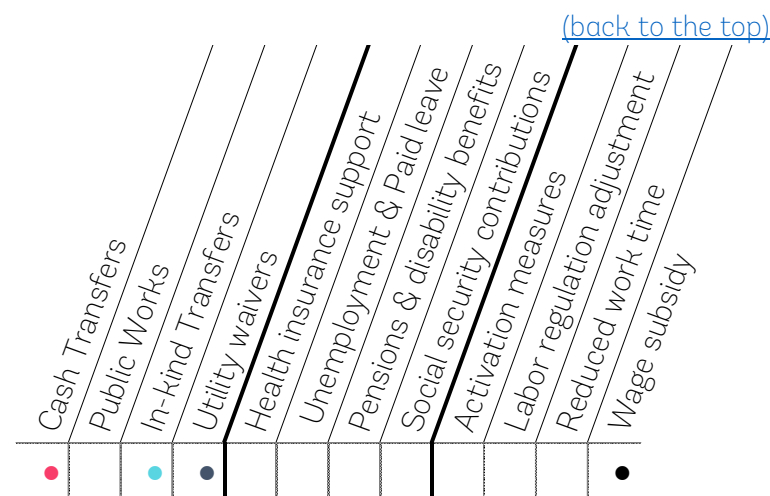 (back to the top)
Cash Transfers
Public Works
In-kind Transfers
Utility waivers
Health insurance support
Unemployment & Paid leave
Pensions & disability benefits
Social security contributions
Activation measures
Labor regulation adjustment
Reduced work time
Wage subsidy